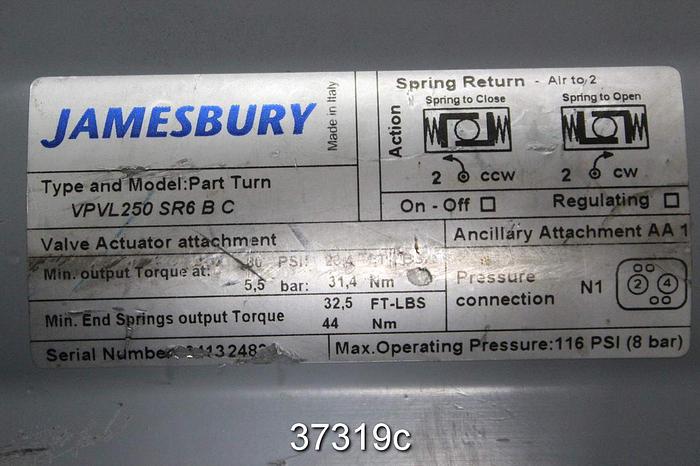 JAMESBURY
Made in Italy
Type and Model:Part Turn
VPVL250 SR6 B C
Action
Spring Return - Air to 2
Spring to Close
Spring to Open
2 CCW
2 CW
On - Off
Regulating
Valve Actuator attachment
Ancillary Attachment AA 1
Min. output Torque at:
80 PSI: FT-LBS
5,5 bar: 31,4 Nm
Min. End Springs output Torque
32,5 FT-LBS
44 Nm
Pressure connection N1
2 4
Serial Number
Max.Operating Pressure:116 PSI (8 bar)
37319c